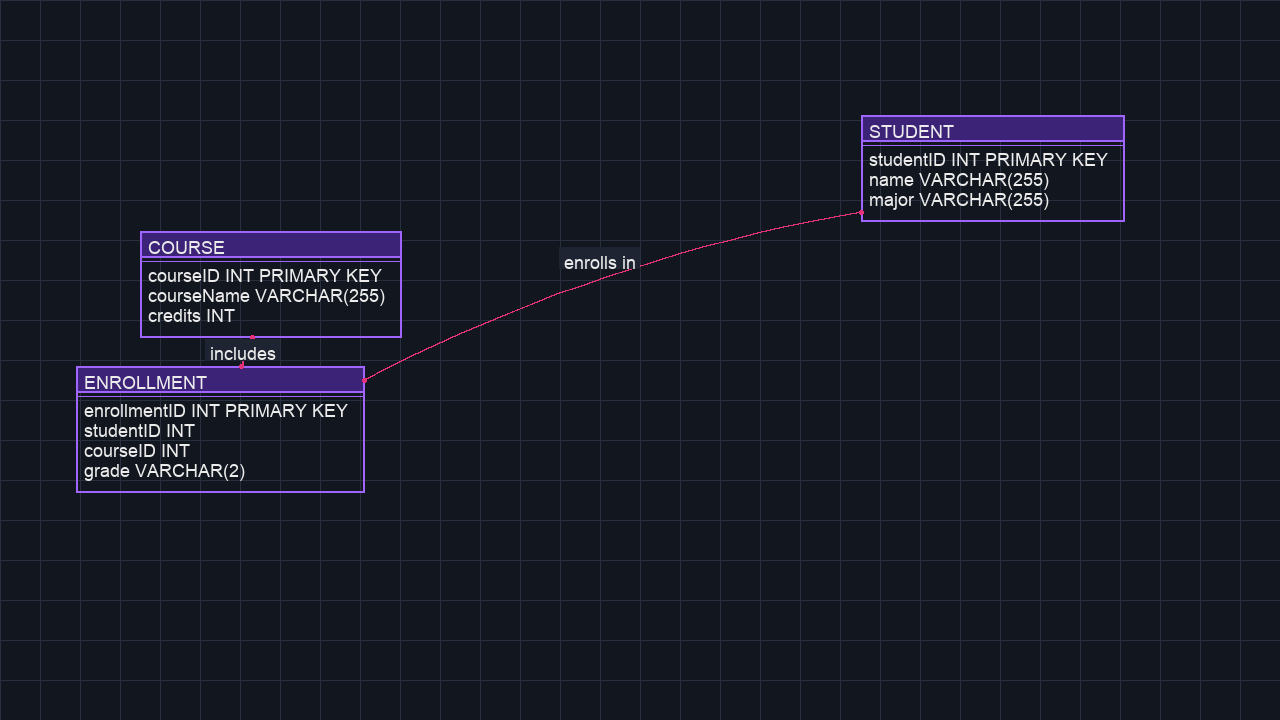 STUDENT
studentID INT PRIMARY KEY
name VARCHAR(255)
major VARCHAR(255)
COURSE
courseID INT PRIMARY KEY
courseName VARCHAR(255)
credits INT
enrolls in
includes
ENROLLMENT
enrollmentID INT PRIMARY KEY
studentID INT
courseID INT
grade VARCHAR(2)